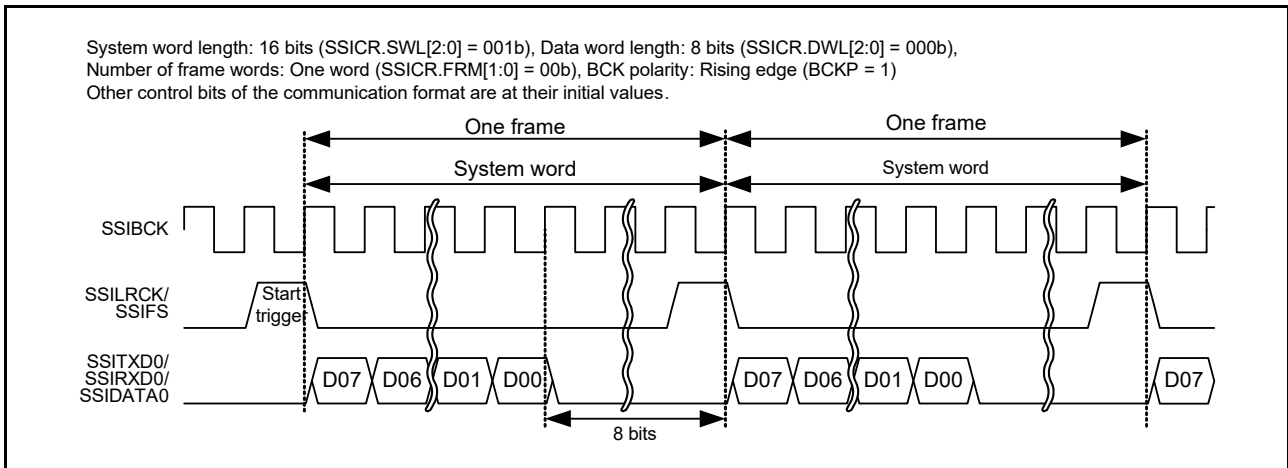 System word length: 16 bits (SSICR.SWL[2:0] = 001b), Data word length: 8 bits (SSICR.DWL[2:0] = 000b),
Number of frame words: One word (SSICR.FRM[1:0] = 00b), BCK polarity: Rising edge (BCKP = 1)
Other control bits of the communication format are at their initial values.
One frame One frame
System word System word
SSIBCK
SSILRCK/
SSIFS
Start
trigger
SSITXD0/
SSIRXD0/
SSIDATA0
D07 D06 D01 D00 D07 D06 D01 D00 D07
8 bits